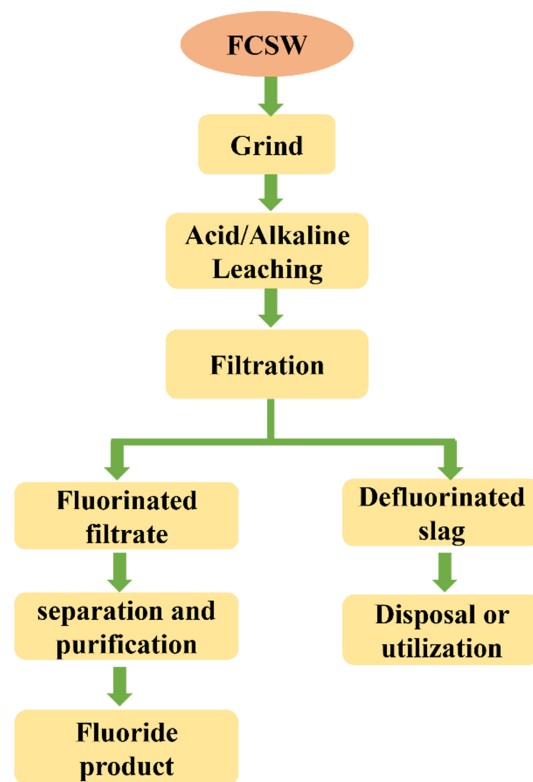 FCSW
Grind
Acid/Alkaline
Leaching
Filtration
Fluorinated
filtrate
separation and
purification
Fluoride
product
Defluorinated
slag
Disposal or
utilization